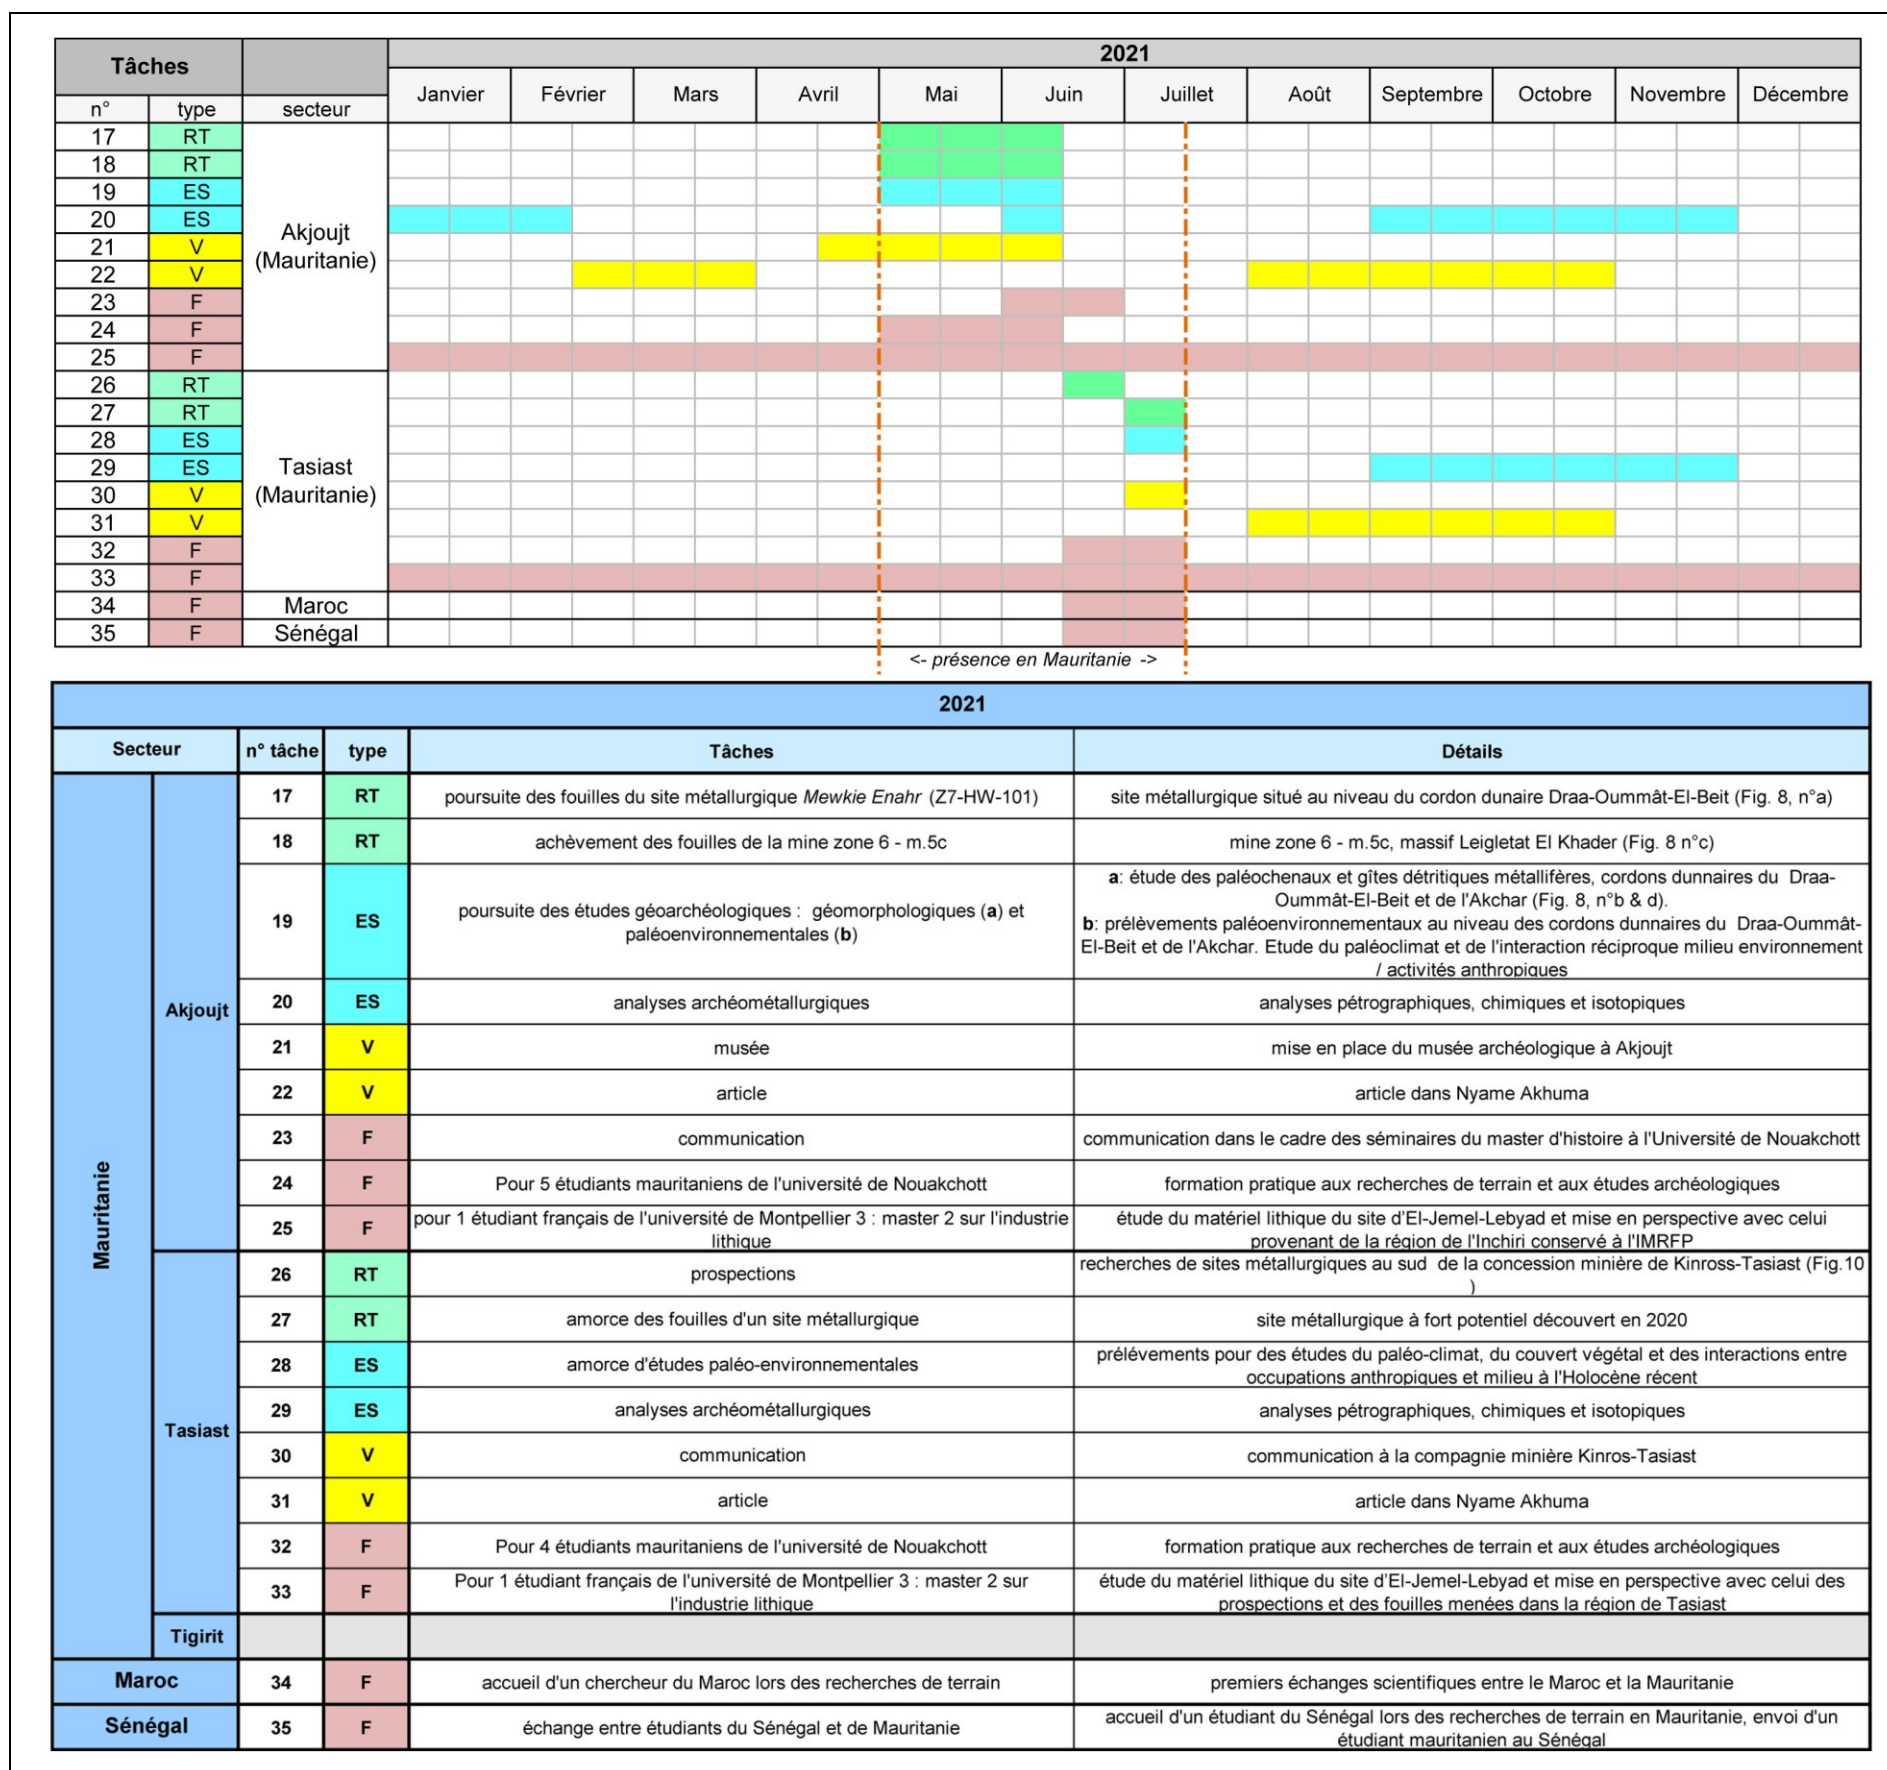 Tâches
2021
Janvier Février Mars Avril Mai Juin Juillet Août Septembre Octobre Novembre Décembre
n° type secteur
17 RT
18 RT
19 ES
20 ES
21 V
22 V
23 F
24 F
25 F
Akjoujt
(Mauritanie)
26 RT
27 RT
28 ES
29 ES
30 V
31 V
32 F
33 F
Tasiast
(Mauritanie)
34 F Maroc
35 F Sénégal
<- présence en Mauritanie ->
2021
Secteur n° tâche type Tâches Détails
Mauritanie
Akjoujt
17 RT poursuite des fouilles du site métallurgique Mewkie Enahr (Z7-HW-101) site métallurgique situé au niveau du cordon dunaire Draa-Oummât-El-Beit (Fig. 8, n°a)
18 RT achèvement des fouilles de la mine zone 6 - m.5c mine zone 6 - m.5c, massif Leigletat El Khader (Fig. 8 n°c)
19 ES poursuite des études géoarchéologiques : géomorphologiques (a) et
paléoenvironnementales (b)
a: étude des paléochenaux et gîtes détritiques métallifères, cordons dunnaires du Draa-
Oummât-El-Beit et de l'Akchar (Fig. 8, n°b & d).
b: prélèvements paléoenvironnementaux au niveau des cordons dunnaires du Draa-Oummât-
El-Beit et de l'Akchar. Etude du paléoclimat et de l'interaction réciproque milieu environnement
/ activités anthropiques
20 ES analyses archéométallurgiques analyses pétrographiques, chimiques et isotopiques
21 V musée mise en place du musée archéologique à Akjoujt
22 V article article dans Nyame Akhuma
23 F communication communication dans le cadre des séminaires du master d'histoire à l'Université de Nouakchott
24 F Pour 5 étudiants mauritaniens de l'université de Nouakchott formation pratique aux recherches de terrain et aux études archéologiques
25 F pour 1 étudiant français de l'université de Montpellier 3 : master 2 sur l'industrie
lithique
étude du matériel lithique du site d'El-Jemel-Lebyad et mise en perspective avec celui
provenant de la région de l'Inchiri conservé à l'IMRFP
Tasiast
26 RT prospections recherches de sites métallurgiques au sud de la concession minière de Kinross-Tasiast (Fig.10
)
27 RT amorce des fouilles d'un site métallurgique site métallurgique à fort potentiel découvert en 2020
28 ES amorce d'études paléo-environnementales prélévements pour des études du paléo-climat, du couvert végétal et des interactions entre
occupations anthropiques et milieu à l'Holocène récent
29 ES analyses archéométallurgiques analyses pétrographiques, chimiques et isotopiques
30 V communication communication à la compagnie minière Kinros-Tasiast
31 V article article dans Nyame Akhuma
32 F Pour 4 étudiants mauritaniens de l'université de Nouakchott formation pratique aux recherches de terrain et aux études archéologiques
33 F Pour 1 étudiant français de l'université de Montpellier 3 : master 2 sur
l'industrie lithique
étude du matériel lithique du site d'El-Jemel-Lebyad et mise en perspective avec celui des
prospections et des fouilles menées dans la région de Tasiast
Tigirit
Maroc 34 F accueil d'un chercheur du Maroc lors des recherches de terrain premiers échanges scientifiques entre le Maroc et la Mauritanie
Sénégal 35 F échange entre étudiants du Sénégal et de Mauritanie accueil d'un étudiant du Sénégal lors des recherches de terrain en Mauritanie, envoi d'un
étudiant mauritanien au Sénégal